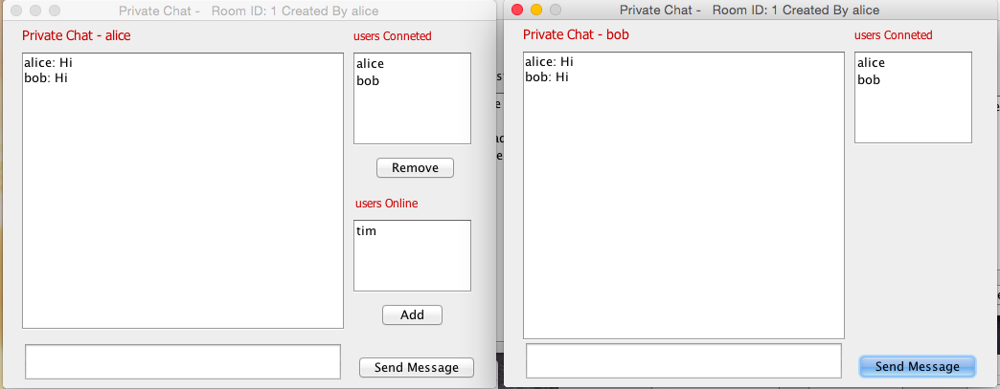 Private Chat - Room ID: 1 Created By alice
Private Chat - alice
users Conneted
alice: Hi
bob: Hi
alice
bob
Remove
users Online
tim
Add
Send Message
Private Chat - Room ID: 1 Created By alice
Private Chat - bob
users Conneted
alice: Hi
bob: Hi
alice
bob
Send Message